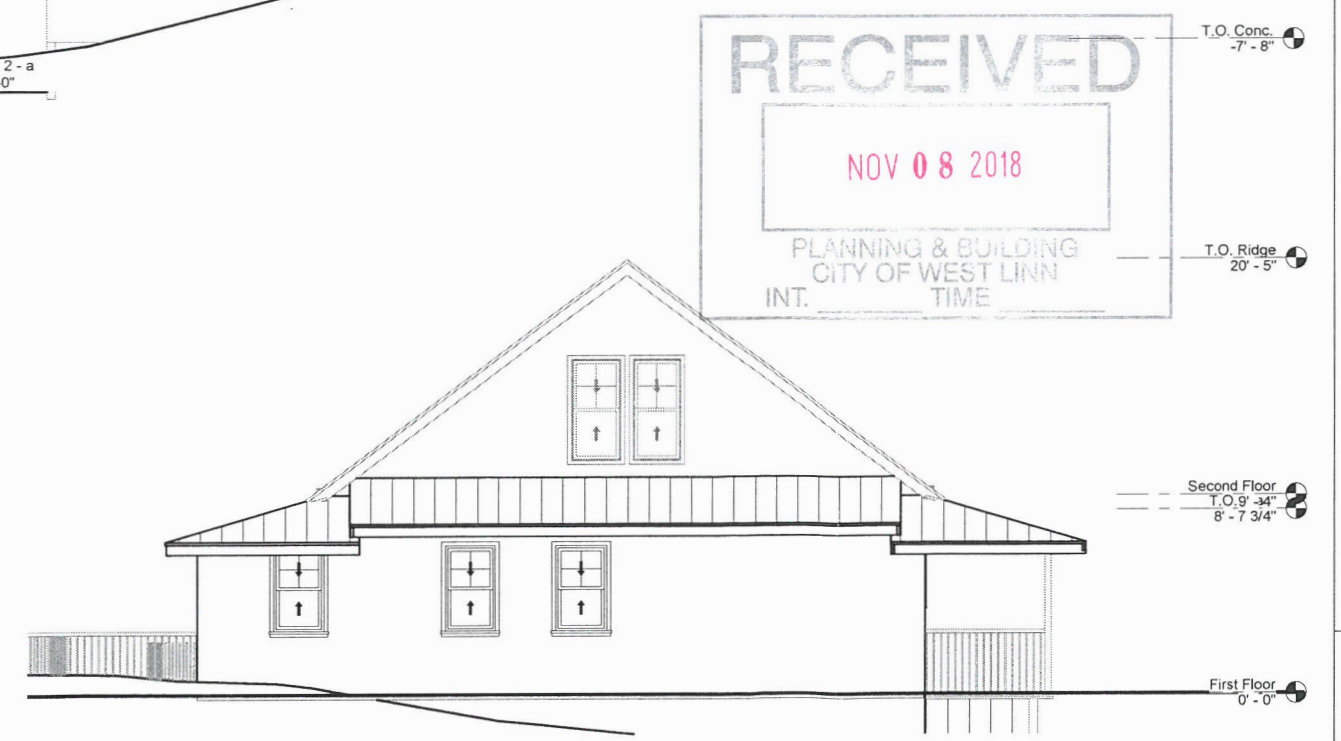 2 - a
0"
T.O. Conc.
-7' - 8"
RECEIVED
NOV 08 2018
PLANNING & BUILDING
CITY OF WEST LINN
INT. TIME
T.O. Ridge
20' - 5"
Second Floor
T.O.
8' - 7 3/4"
First Floor
0' - 0"